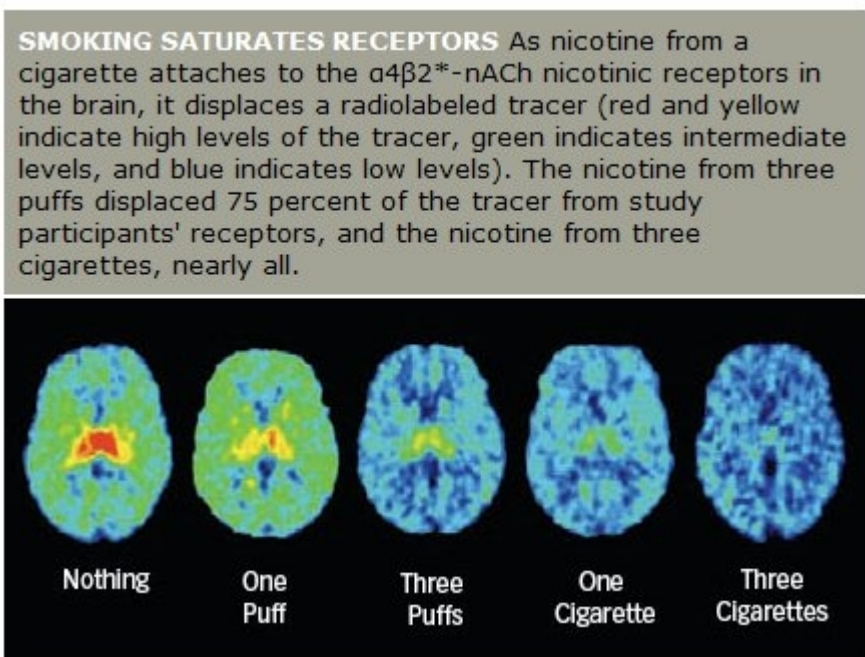 SMOKING SATURATES RECEPTORS As nicotine from a
cigarette attaches to the α4β2*-nACh nicotinic receptors in
the brain, it displaces a radiolabeled tracer (red and yellow
indicate high levels of the tracer, green indicates intermediate
levels, and blue indicates low levels). The nicotine from three
puffs displaced 75 percent of the tracer from study
participants' receptors, and the nicotine from three
cigarettes, nearly all.
Nothing
One
Puff
Three
Puffs
One
Cigarette
Three
Cigarettes